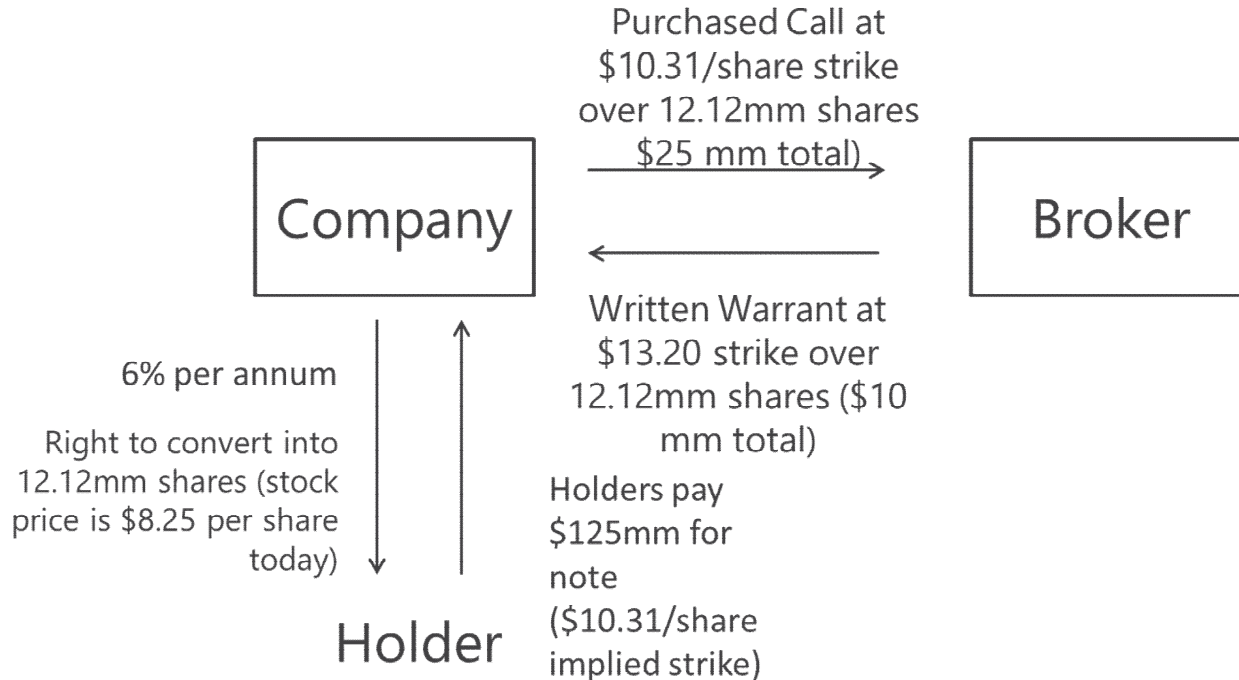 Purchased Call at
$10.31/share strike
over 12.12mm shares
$25 mm total)
Company
Broker
Written Warrant at
$13.20 strike over
12.12mm shares ($10
mm total)
6% per annum
Right to convert into
12.12mm shares (stock
price is $8.25 per share
today)
Holders pay
$125mm for
note
($10.31/share
implied strike)
Holder